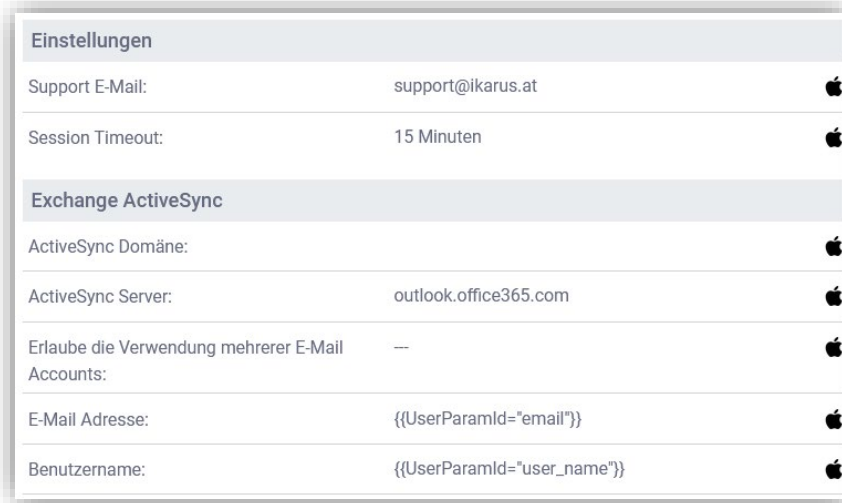 Einstellungen
Support E-Mail: support@ikarus.at
Session Timeout: 15 Minuten
Exchange ActiveSync
ActiveSync Domäne:
ActiveSync Server: outlook.office365.com
Erlaube die Verwendung mehrerer E-Mail ---
Accounts:
E-Mail Adresse: {{UserParamId="email"}}
Benutzername: {{UserParamId="user_name"}}